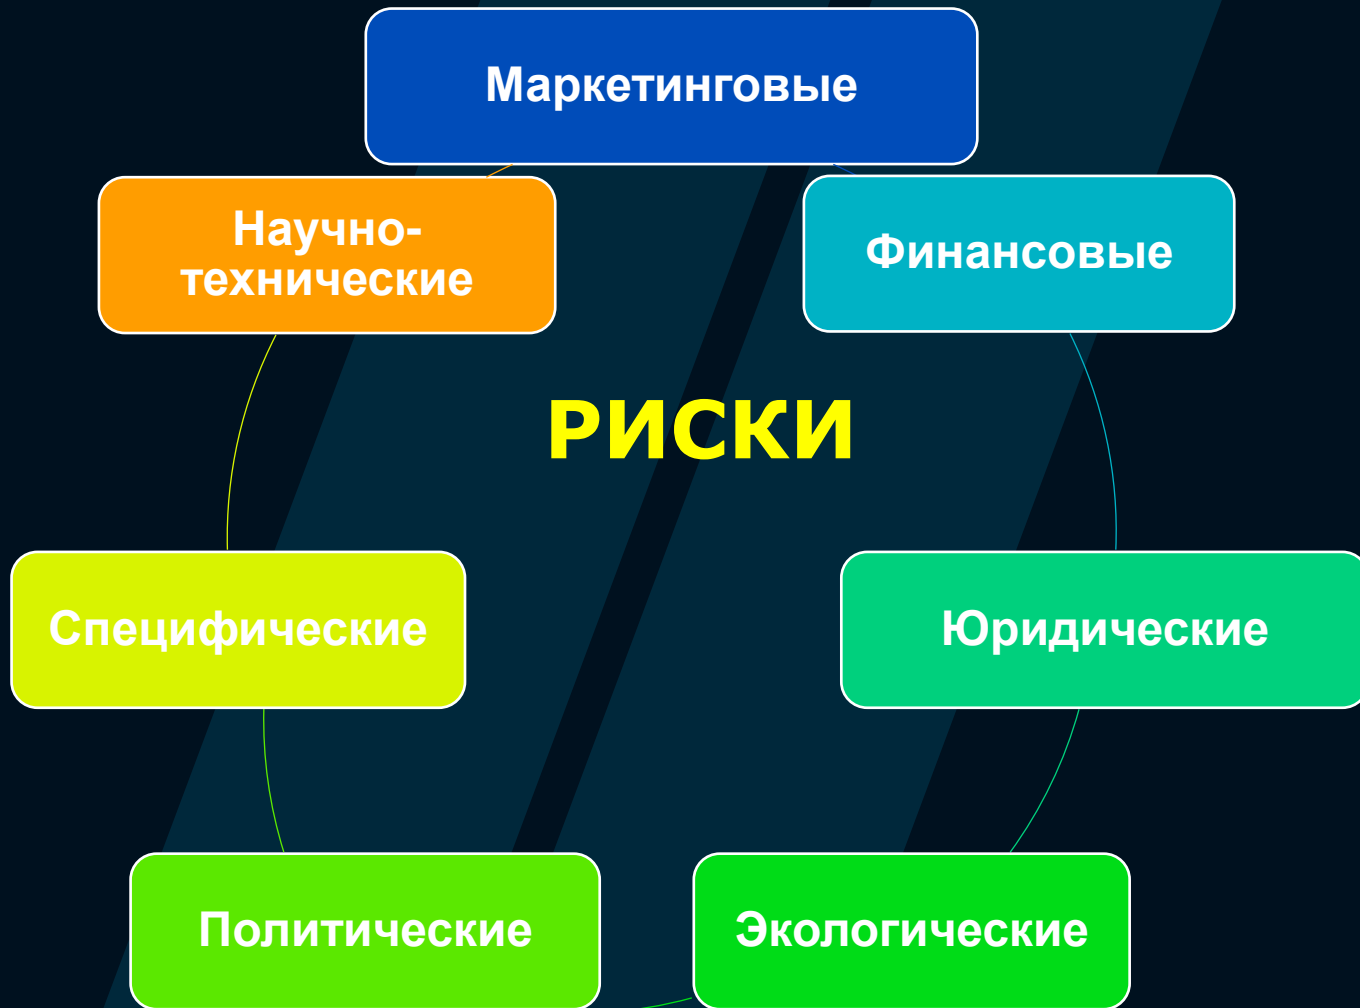 Маркетинговые
Научно-
технические
Финансовые
РИСКИ
Специфические
Юридические
Политические
Экологические